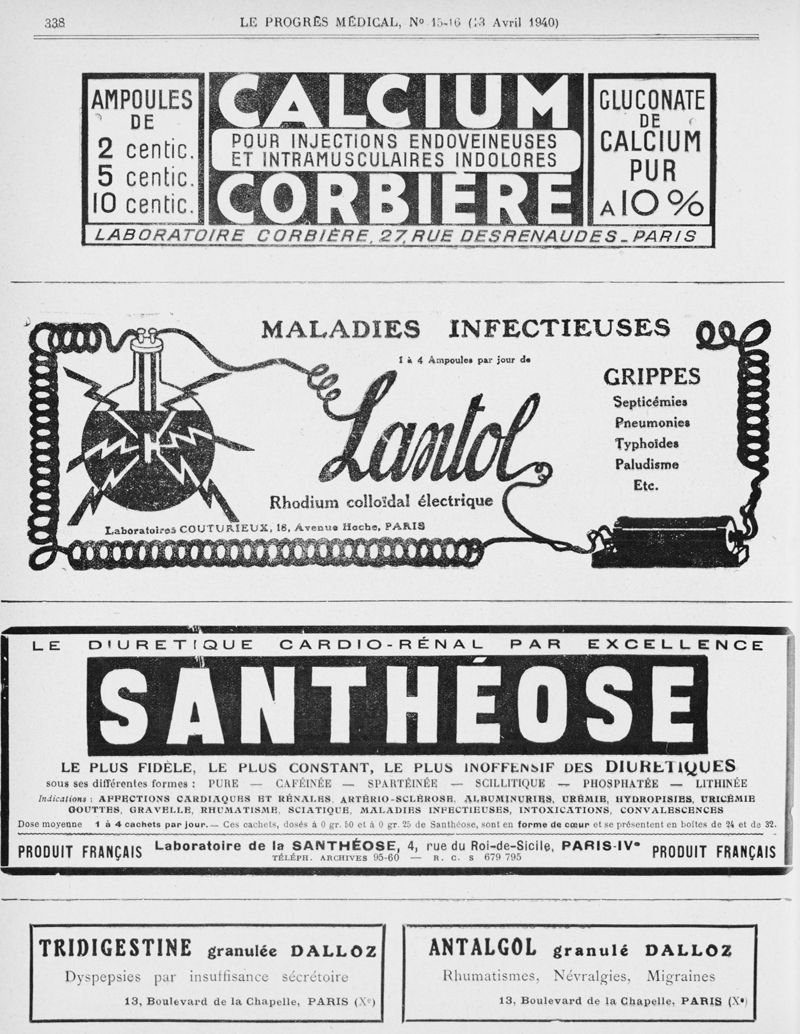 338 LE PROGRÈS MÉDICAL, Nº 15-16 (13 Avril 1940)
AMPOULES
DE
2 centic.
5 centic.
10 centic.
CALCIUM
POUR INJECTIONS ENDOVEINEUSES
ET INTRAMUSCULAIRES INDOLORES
CORBIÈRE
GLUCONATE
DE
CALCIUM
PUR
A 10 %
LABORATOIRE CORBIÈRE, 27, RUE DESRENAUDES - PARIS
MALADIES INFECTIEUSES
1 à 4 Ampoules par jour de
Lantol
Rhodium colloïdal électrique
Laboratoires COUTURIEUX, 18, Avenue Hoche, PARIS
GRIPPES
Septicémies
Pneumonies
Typhoïdes
Paludisme
Etc.
LE DIURETIQUE CARDIO-RÉNAL PAR EXCELLENCE
SANTHÉOSE
LE PLUS FIDÈLE, LE PLUS CONSTANT, LE PLUS INOFFENSIF DES DIURETIQUES
sous ses différentes formes : PURE — CAFÉINÉE — SPARTÉINÉE — SCILLITIQUE — PHOSPHATÉE — LITHINÉE
Indications : AFFECTIONS CARDIAQUES ET RÉNALES, ARTÉRIO-SCLÉROSE, ALBUMINURIES, URÉMIE, HYDROPISIES, URICÉMIE
GOUTTES, GRAVELLE, RHUMATISME, SCIATIQUE, MALADIES INFECTIEUSES, INTOXICATIONS, CONVALESCENCES
Dose moyenne 1 à 4 cachets par jour. — Ces cachets, dosés à 0 gr. 50 et à 0 gr. 25 de Santhéose, sont en forme de cœur et se présentent en boîtes de 24 et de 32.
PRODUIT FRANÇAIS
Laboratoire de la SANTHÉOSE, 4, rue du Roi-de-Sicile, PARIS-IVe
TÉLÉPH. ARCHIVES 95-60 — R. C. S 679 795
PRODUIT FRANÇAIS
TRIDIGESTINE granulée DALLOZ
Dyspepsies par insuffisance sécrétoire
13, Boulevard de la Chapelle, PARIS (Xe)
ANTALGOL granulé DALLOZ
Rhumatismes, Névralgies, Migraines
13, Boulevard de la Chapelle, PARIS (Xe)